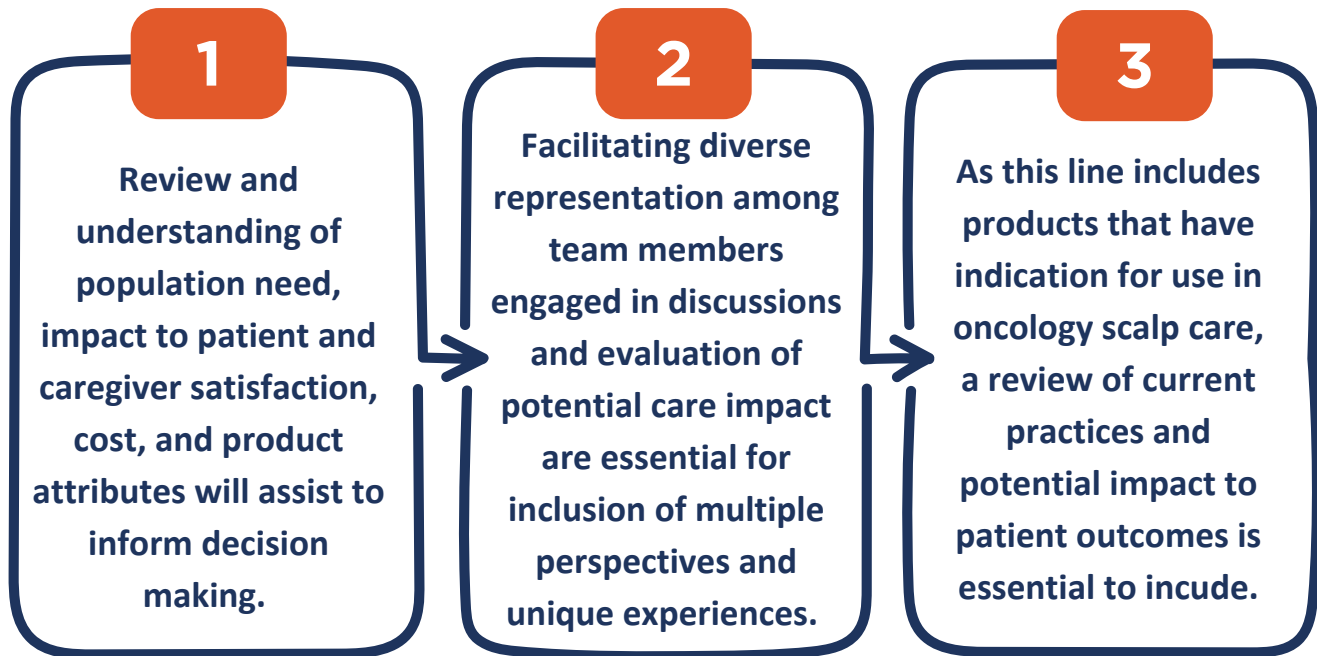 1
Review and
understanding of
population need,
impact to patient and
caregiver satisfaction,
cost, and product
attributes will assist to
inform decision
making.
2
Facilitating diverse
representation among
team members
engaged in discussions
and evaluation of
potential care impact
are essential for
inclusion of multiple
perspectives and
unique experiences.
3
As this line includes
products that have
indication for use in
oncology scalp care,
a review of current
practices and
potential impact to
patient outcomes is
essential to incude.